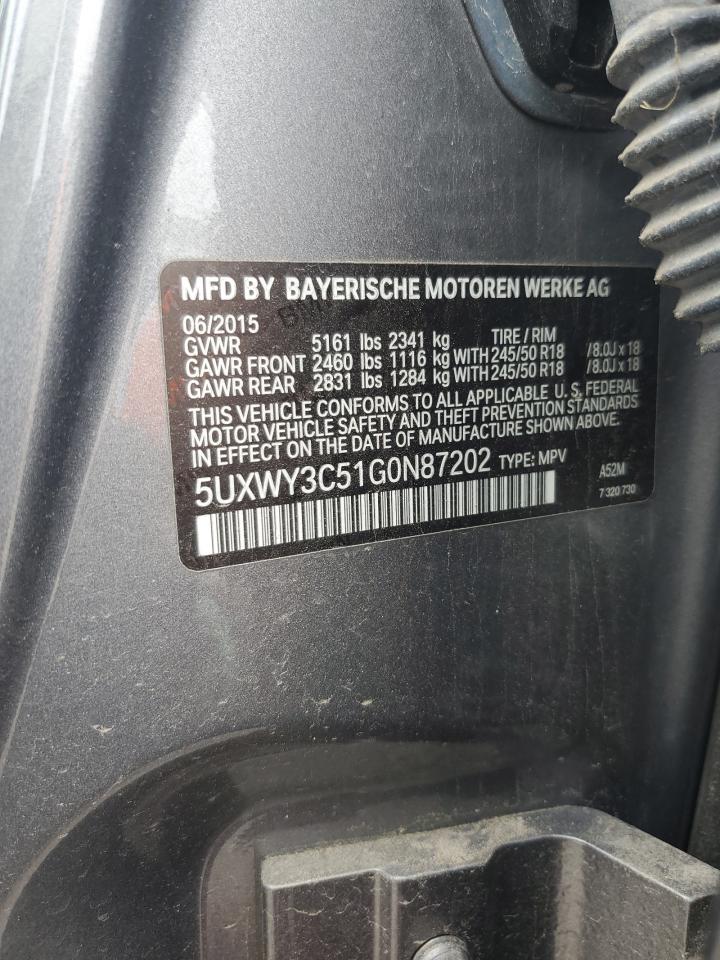 MFD BY BAYERISCHE MOTOREN WERKE AG
06/2015
GVWR 5161 lbs 2341 kg TIRE / RIM
GAWR FRONT 2460 lbs 1116 kg WITH 245/50 R18 /8.0J x 18
GAWR REAR 2831 lbs 1284 kg WITH 245/50 R18 /8.0J x 18
THIS VEHICLE CONFORMS TO ALL APPLICABLE U.S. FEDERAL
MOTOR VEHICLE SAFETY AND THEFT PREVENTION STANDARDS
IN EFFECT ON THE DATE OF MANUFACTURE SHOWN ABOVE.
5UXWY3C51G0N87202 TYPE: MPV A52M
7 320 730